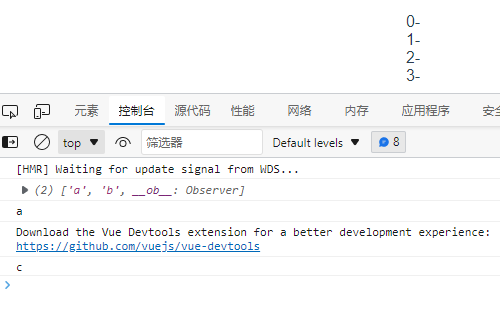 0-
1-
2-
3-
元素 控制台 源代码 性能 网络 内存 应用程序 安全
top 筛选器 Default levels 8
[HMR] Waiting for update signal from WDS...
(2) ['a', 'b', __ob__: Observer]
a
Download the Vue Devtools extension for a better development experience:
https://github.com/vuejs/vue-devtools
c